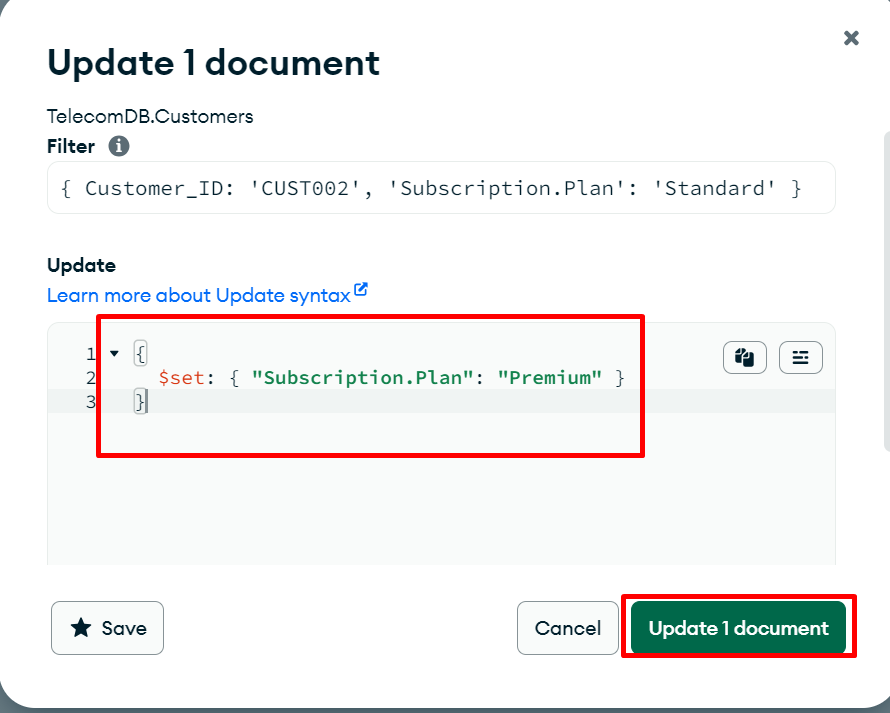 Update 1 document
TelecomDB.Customers
Filter
{ Customer_ID: 'CUST002', 'Subscription.Plan': 'Standard' }
Update
Learn more about Update syntax
1 {
2 $set: { "Subscription.Plan": "Premium" }
3 }
Save
Cancel
Update 1 document